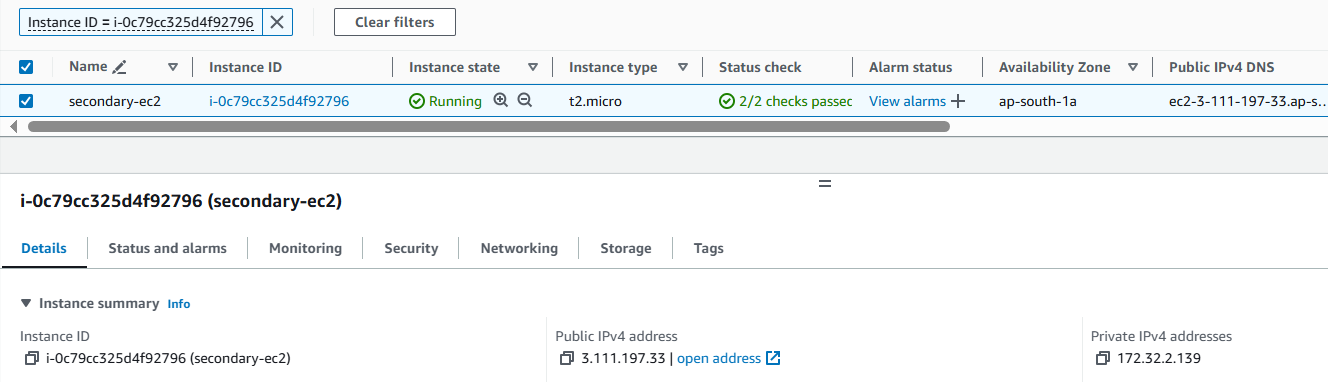 Instance ID = i-0c79cc325d4f92796 Clear filters
Name Instance ID Instance state Instance type Status check Alarm status Availability Zone Public IPv4 DNS
secondary-ec2 i-0c79cc325d4f92796 Running t2.micro 2/2 checks passec View alarms + ap-south-1a ec2-3-111-197-33.ap-s...
i-0c79cc325d4f92796 (secondary-ec2)
Details Status and alarms Monitoring Security Networking Storage Tags
Instance summary Info
Instance ID Public IPv4 address Private IPv4 addresses
i-0c79cc325d4f92796 (secondary-ec2) 3.111.197.33 | open address 172.32.2.139